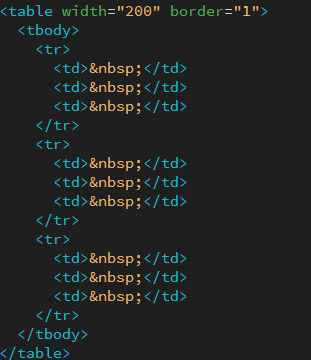 <table width="200" border="1">
  <tbody>
    <tr>
      <td>&nbsp;</td>
      <td>&nbsp;</td>
      <td>&nbsp;</td>
    </tr>
    <tr>
      <td>&nbsp;</td>
      <td>&nbsp;</td>
      <td>&nbsp;</td>
    </tr>
    <tr>
      <td>&nbsp;</td>
      <td>&nbsp;</td>
      <td>&nbsp;</td>
    </tr>
  </tbody>
</table>